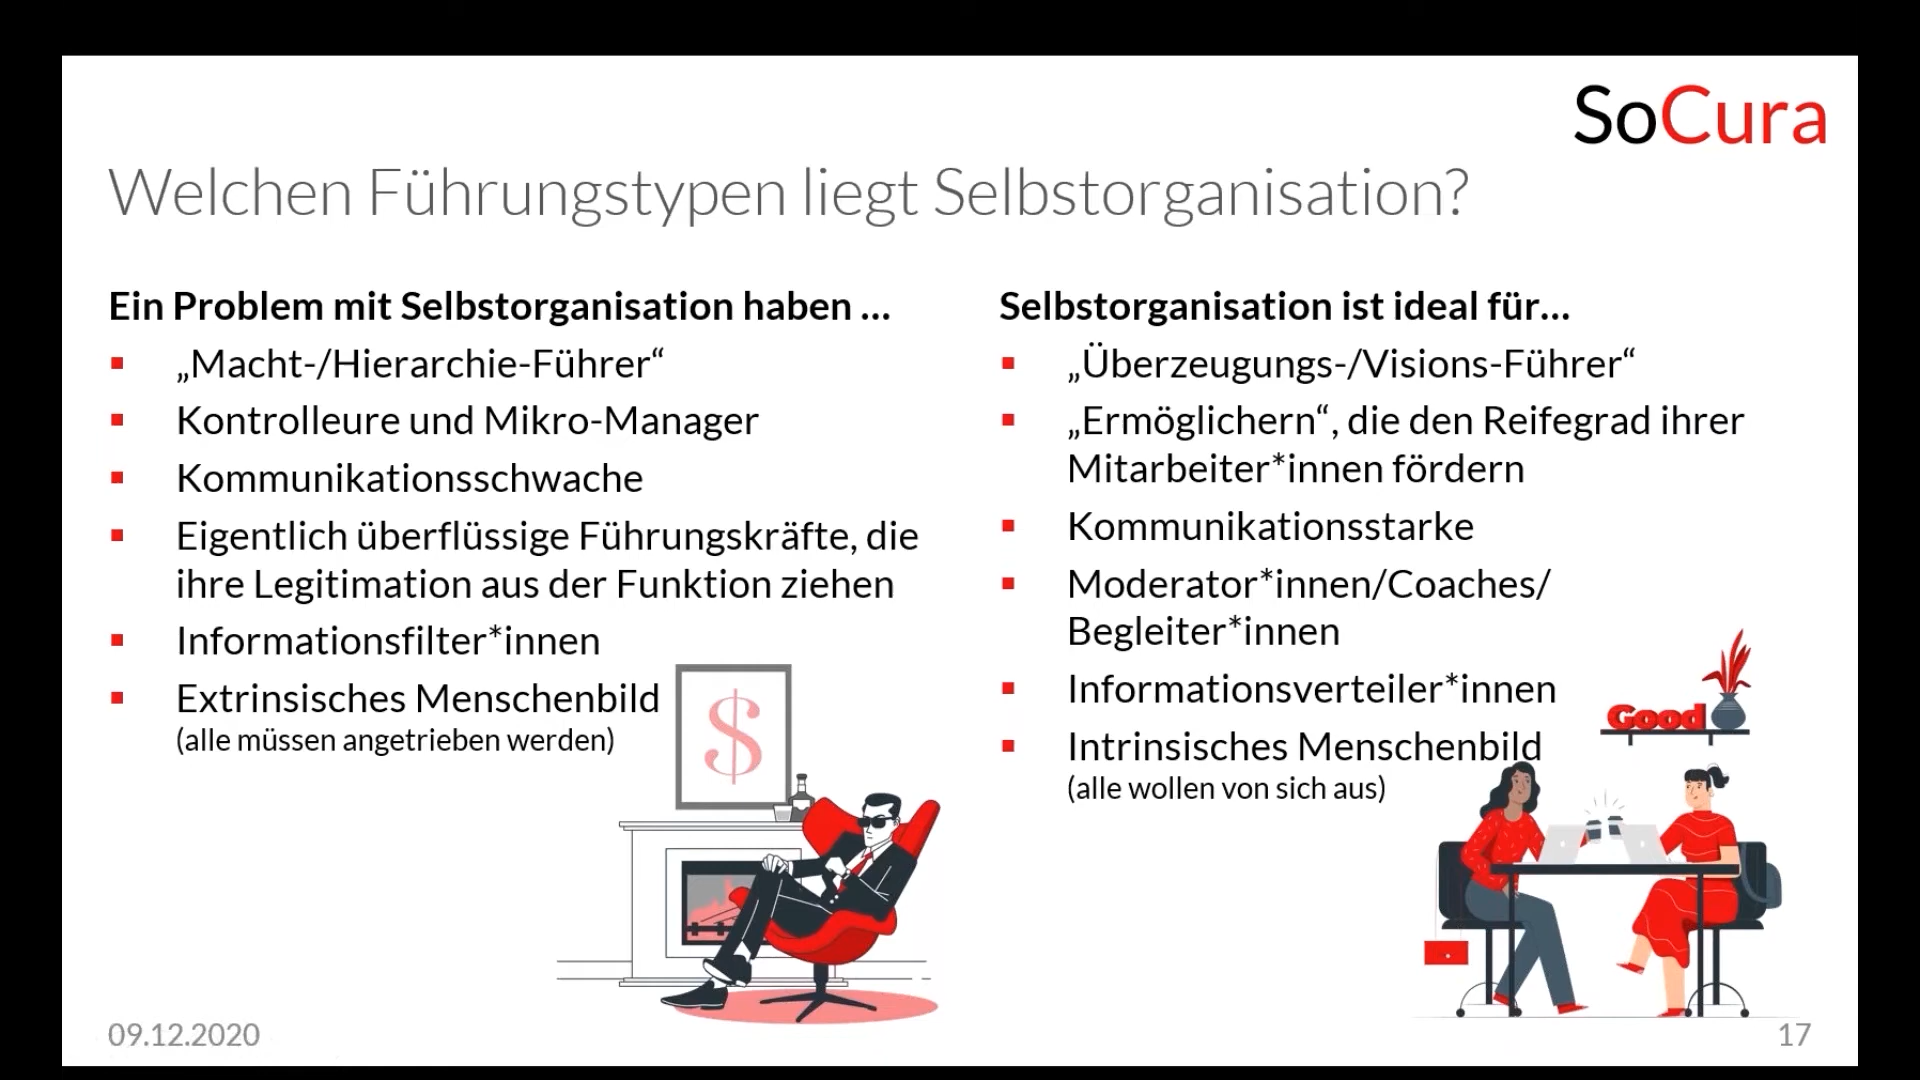 SoCura
Welchen Führungstypen liegt Selbstorganisation?
Ein Problem mit Selbstorganisation haben ...
„Macht-/Hierarchie-Führer“
Kontrolleure und Mikro-Manager
Kommunikationsschwache
Eigentlich überflüssige Führungskräfte, die
ihre Legitimation aus der Funktion ziehen
Informationsfilter*innen
Extrinsisches Menschenbild
(alle müssen angetrieben werden)
$
Selbstorganisation ist ideal für...
„Überzeugungs-/Visions-Führer“
„Ermöglichern“, die den Reifegrad ihrer
Mitarbeiter*innen fördern
Kommunikationsstarke
Moderator*innen/Coaches/
Begleiter*innen
Informationsverteiler*innen
Intrinsisches Menschenbild
(alle wollen von sich aus)
Good
09.12.2020
17